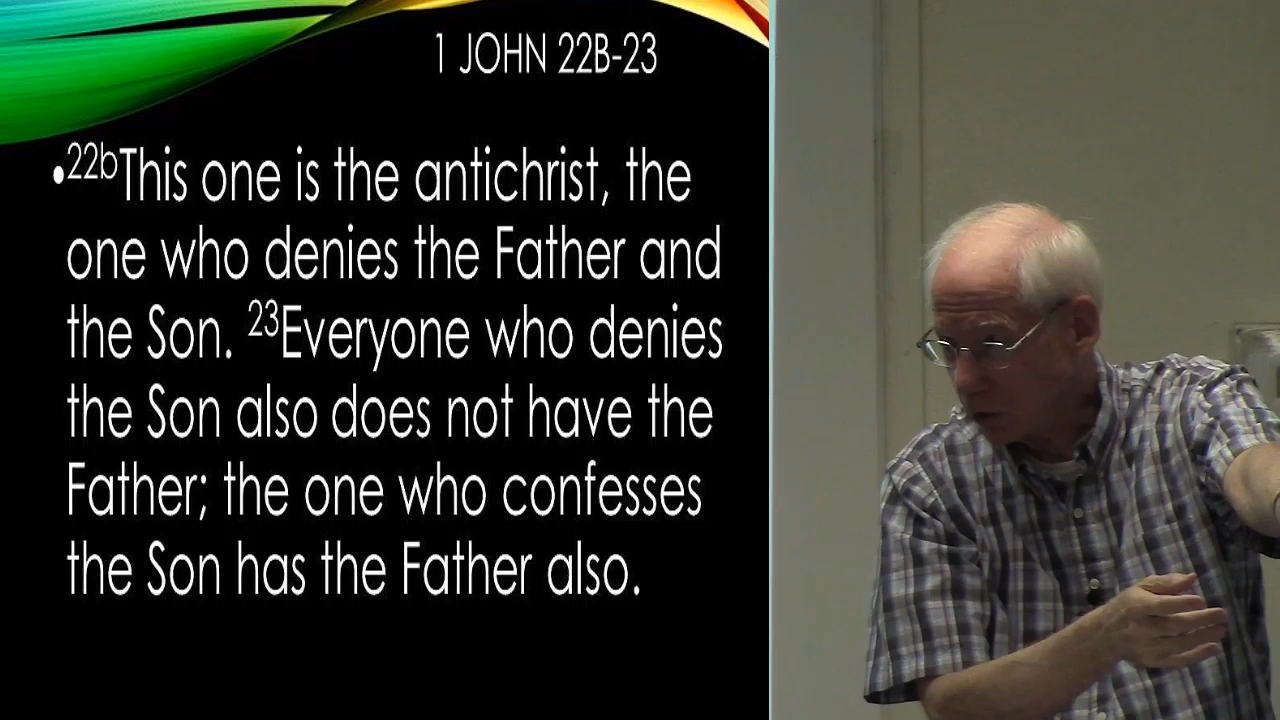 1 JOHN 22B-23
•22bThis one is the antichrist, the
one who denies the Father and
the Son. 23Everyone who denies
the Son also does not have the
Father; the one who confesses
the Son has the Father also.